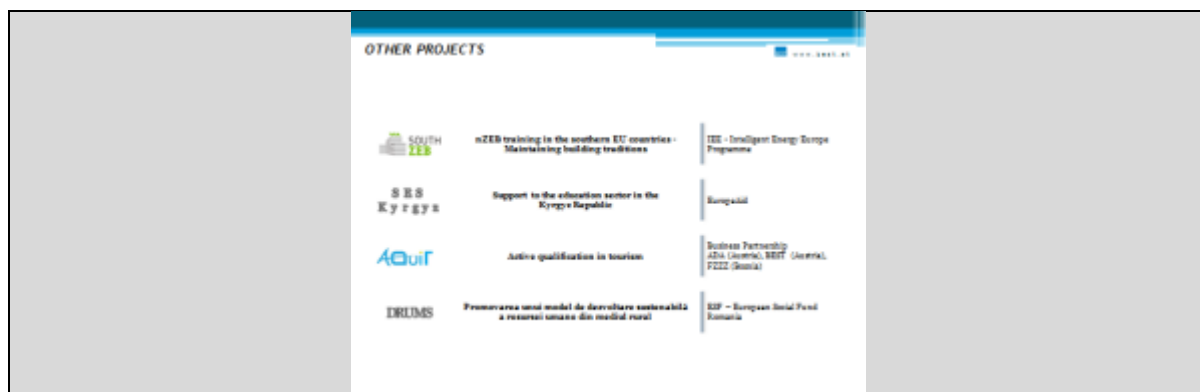 OTHER PROJECTS
www.best.at
SOUTH
ZEB
nZEB training in the southern EU countries -
Maintaining building traditions
IEE - Intelligent Energy Europe
Programme
SES
Kyrgyz
Support to the education sector in the
Kyrgyz Republic
EuropeAid
AQuiT
Active qualification in tourism
Business Partnership
ADA (Austria), BEST (Austria),
(Bosnia)
DRUMS
Promovarea unui model de dezvoltare sustenabilă
a resursei umane din mediul rural
ESF – European Social Fund
Romania